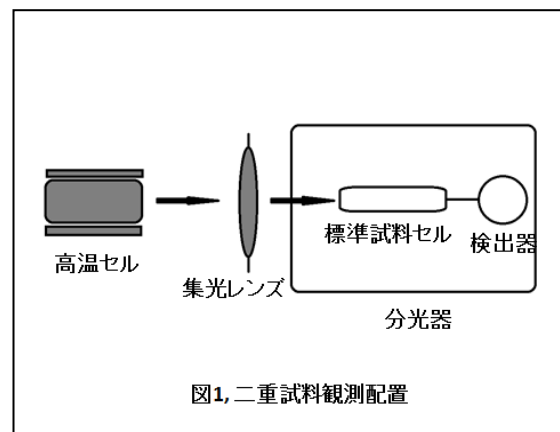 高温セル
集光レンズ
標準試料セル
検出器
分光器
図1, 二重試料観測配置